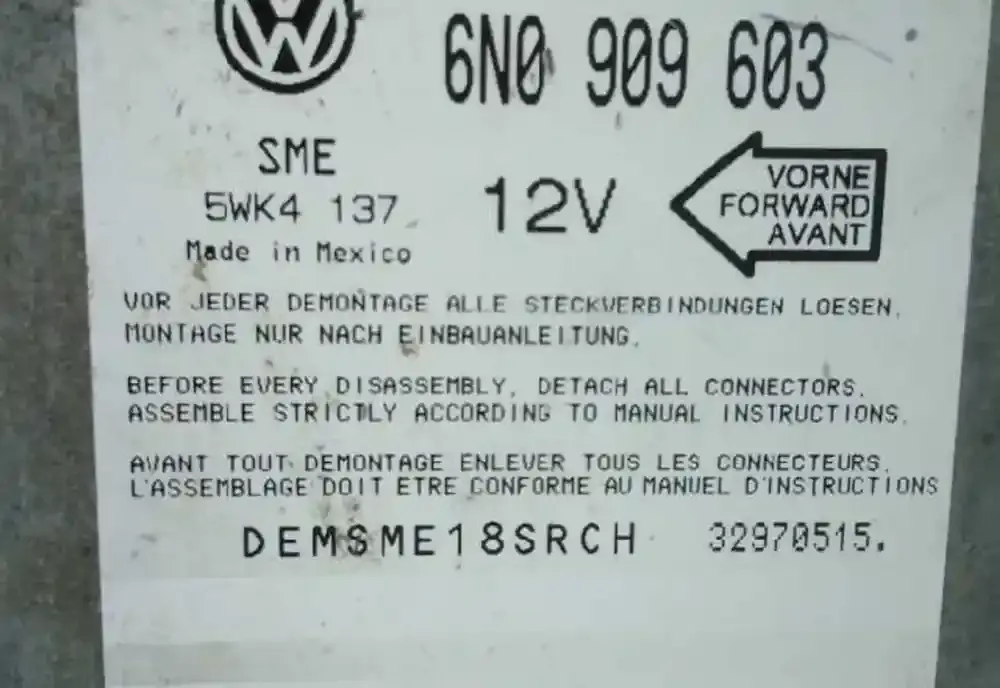 VW
6N0 909 603
SME
5WK4 137
Made in Mexico
12V
VORNE
FORWARD
AVANT
VOR JEDER DEMONTAGE ALLE STECKVERBINDUNGEN LOESEN.
MONTAGE NUR NACH EINBAUANLEITUNG.
BEFORE EVERY DISASSEMBLY, DETACH ALL CONNECTORS.
ASSEMBLE STRICTLY ACCORDING TO MANUAL INSTRUCTIONS.
AVANT TOUT DEMONTAGE ENLEVER TOUS LES CONNECTEURS.
L'ASSEMBLAGE DOIT ETRE CONFORME AU MANUEL D'INSTRUCTIONS
DEMSME18SRCH 32970515.